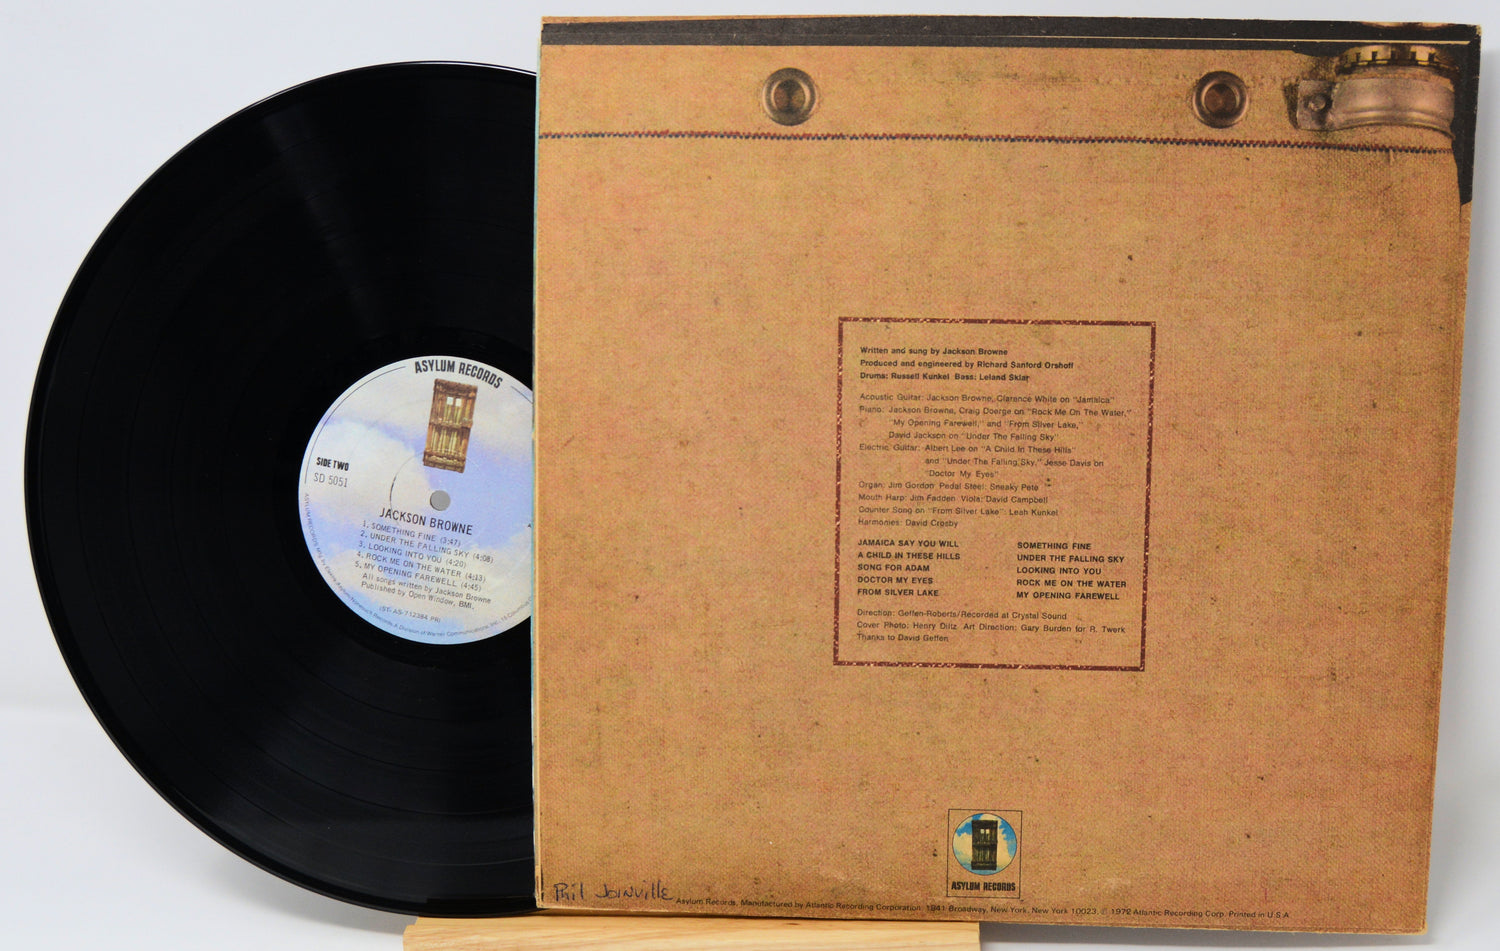 ASYLUM RECORDS
SIDE TWO
SD 5051
JACKSON BROWNE
1. SOMETHING FINE (3:47)
2. UNDER THE FALLING SKY (4:08)
3. LOOKING INTO YOU (4:20)
4. ROCK ME ON THE WATER (4:13)
5. MY OPENING FAREWELL (4:45)
All songs written by Jackson Browne
Published by Open Window, BMI.
(ST-AS-712384 PR)
Written and sung by Jackson Browne
Produced and engineered by Richard Sanford Orshoff
Drums: Russell Kunkel Bass: Leland Sklar
Acoustic Guitar: Jackson Browne, Clarence White on "Jamaica"
Piano: Jackson Browne, Craig Doerge on "Rock Me On The Water,"
"My Opening Farewell," and "From Silver Lake,"
David Jackson on "Under The Falling Sky"
Electric Guitar: Albert Lee on "A Child In These Hills"
and "Under The Falling Sky," Jesse Davis on
"Doctor My Eyes"
Organ: Jim Gordon Pedal Steel: Sneaky Pete
Mouth Harp: Jim Fadden Viola: David Campbell
Counter Song on "From Silver Lake": Leah Kunkel
Harmonies: David Crosby
JAMAICA SAY YOU WILL
A CHILD IN THESE HILLS
SONG FOR ADAM
DOCTOR MY EYES
FROM SILVER LAKE
SOMETHING FINE
UNDER THE FALLING SKY
LOOKING INTO YOU
ROCK ME ON THE WATER
MY OPENING FAREWELL
Direction: Geffen-Roberts/Recorded at Crystal Sound
Cover Photo: Henry Diltz Art Direction: Gary Burden for R. Twerk
Thanks to David Geffen
ASYLUM RECORDS
Phil Joinville
Asylum Records, Manufactured by Atlantic Recording Corporation, 1841 Broadway, New York, New York 10023. © 1972 Atlantic Recording Corp. Printed in U.S.A